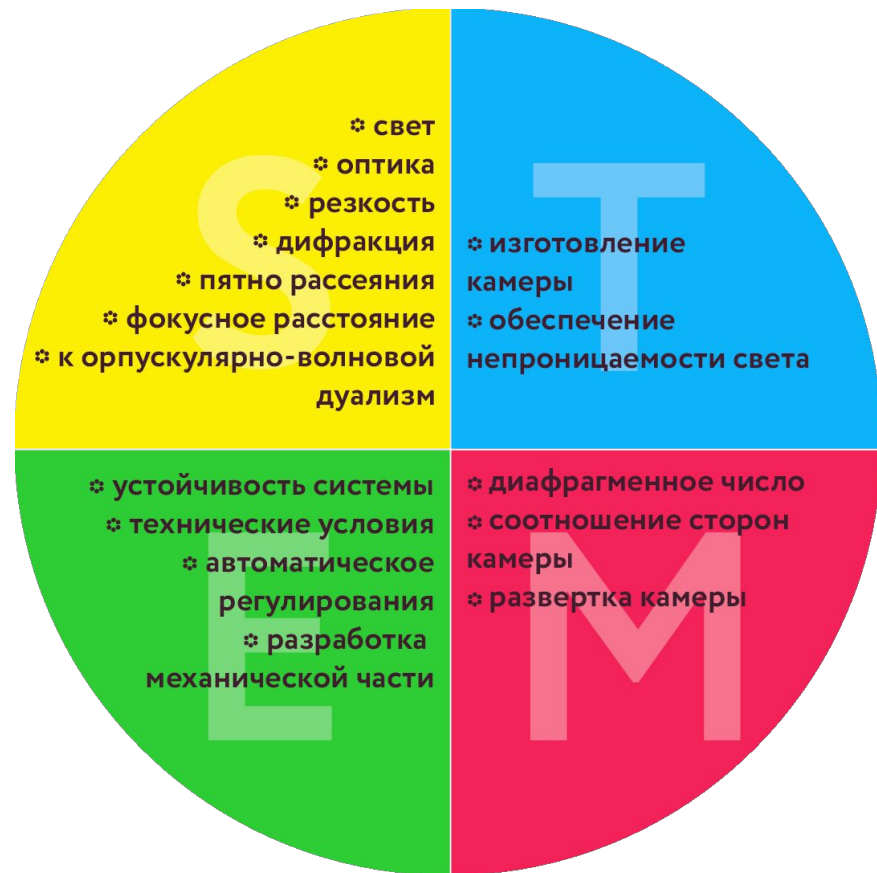 S
❁ свет
❁ оптика
❁ резкость
❁ дифракция
❁ пятно рассеяния
❁ фокусное расстояние
❁ к орпускулярно-волновой
дуализм
T
❁ изготовление
камеры
❁ обеспечение
непроницаемости света
E
❁ устойчивость системы
❁ технические условия
❁ автоматическое
регулирования
❁ разработка
механической части
M
❁ диафрагменное число
❁ соотношение сторон
камеры
❁ развертка камеры